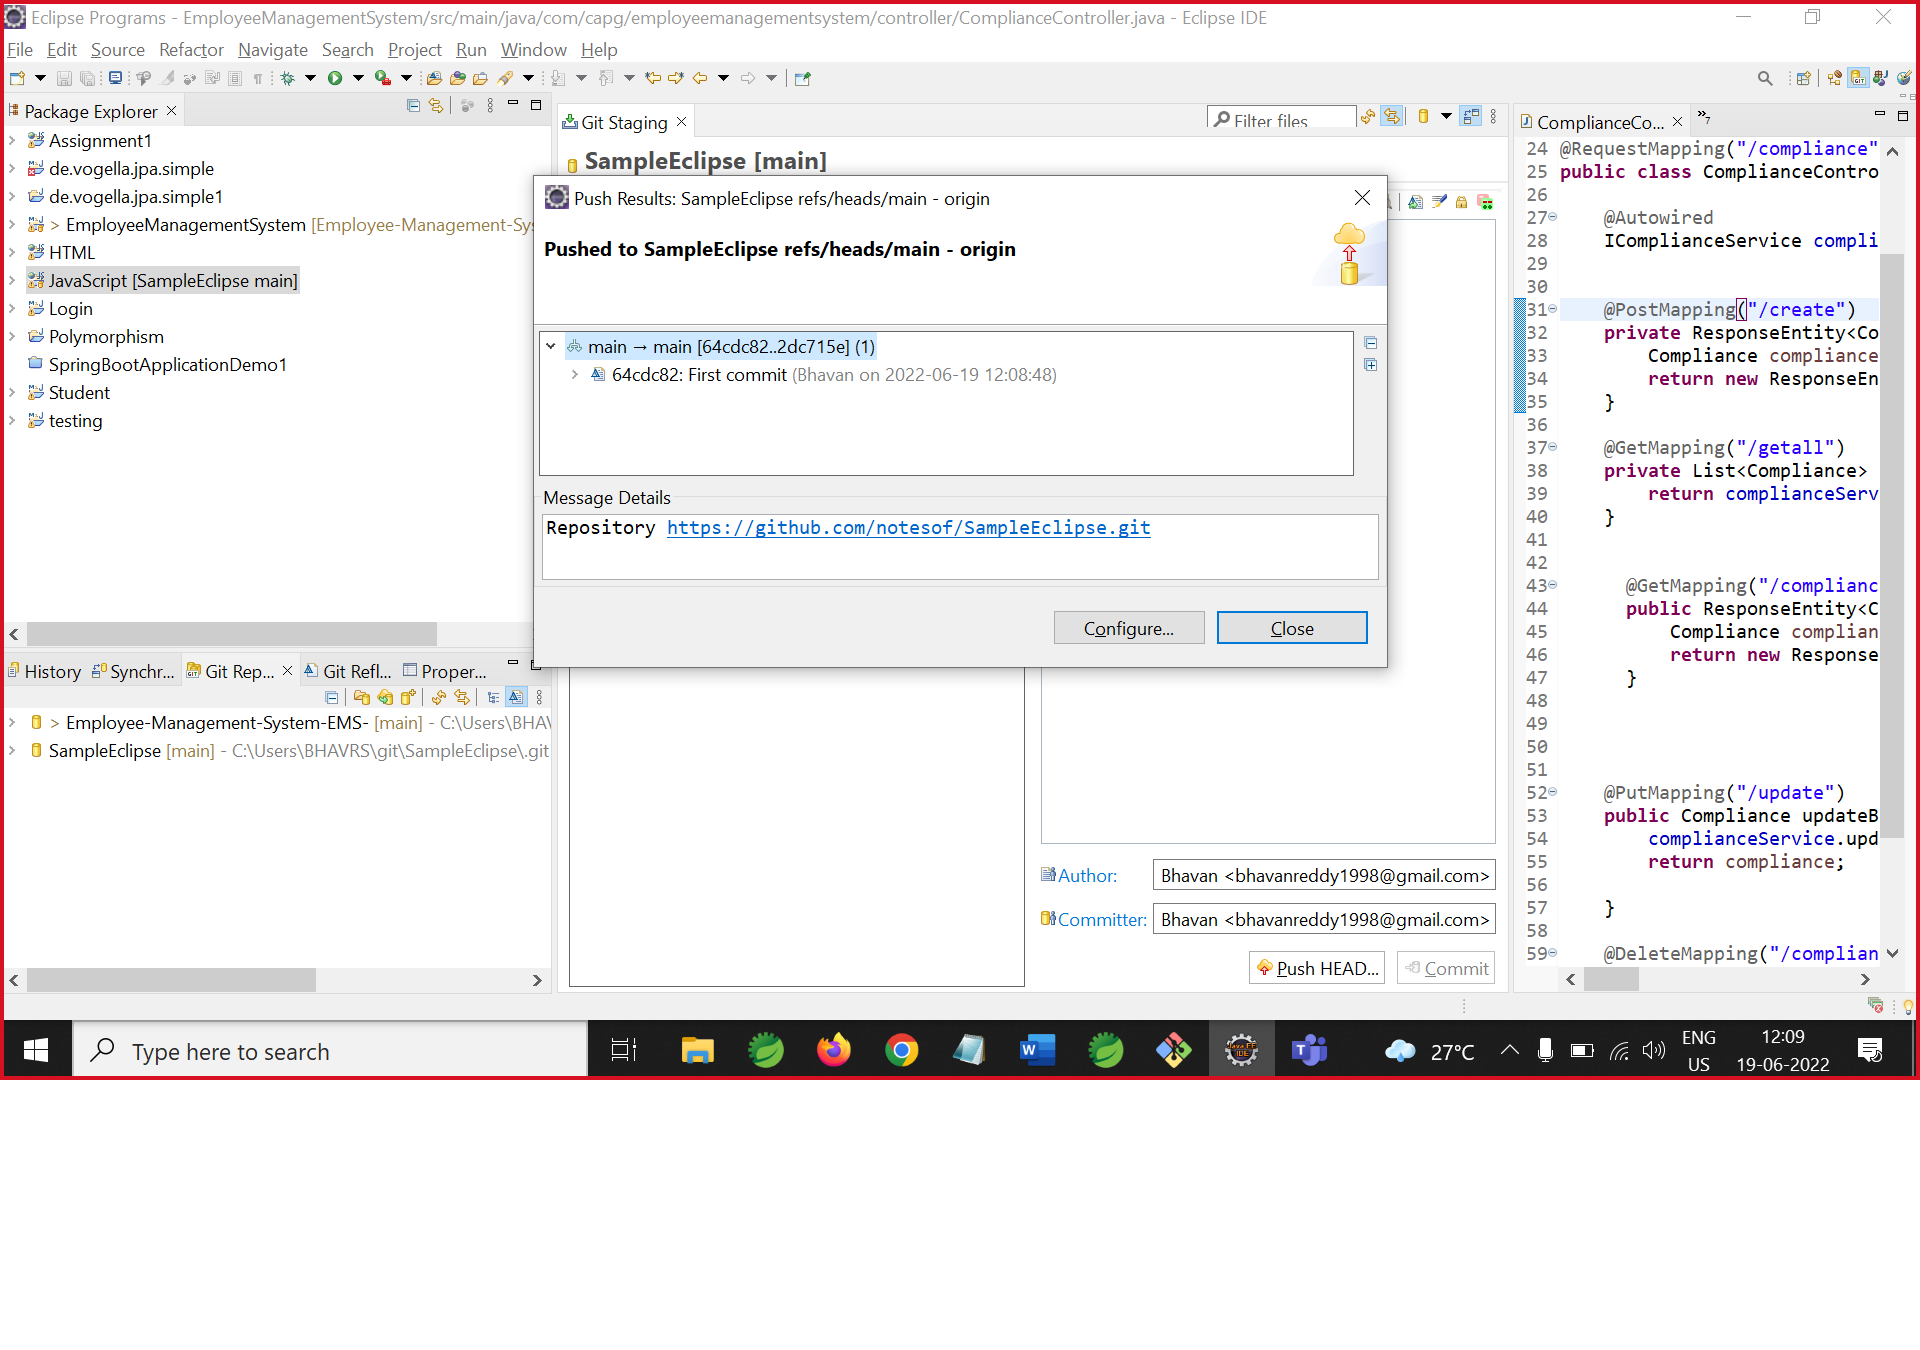 Eclipse Programs - EmployeeManagementSystem/src/main/java/com/capg/employeemanagementsystem/controller/ComplianceController.java - Eclipse IDE
File Edit Source Refactor Navigate Search Project Run Window Help
Package Explorer
Assignment1
de.vogella.jpa.simple
de.vogella.jpa.simple1
> EmployeeManagementSystem [Employee-Management-Sy
HTML
JavaScript [SampleEclipse main]
Login
Polymorphism
SpringBootApplicationDemo1
Student
testing
History Synchr... Git Rep... Git Refl... Proper...
> Employee-Management-System-EMS- [main] - C:\Users\BHAV
SampleEclipse [main] - C:\Users\BHAVRS\git\SampleEclipse\.git
Git Staging
Filter files
SampleEclipse [main]
Push Results: SampleEclipse refs/heads/main - origin
Pushed to SampleEclipse refs/heads/main - origin
main → main [64cdc82..2dc715e] (1)
64cdc82: First commit (Bhavan on 2022-06-19 12:08:48)
Message Details
Repository https://github.com/notesof/SampleEclipse.git
Configure...
Close
Author: Bhavan <bhavanreddy1998@gmail.com>
Committer: Bhavan <bhavanreddy1998@gmail.com>
Push HEAD... Commit
ComplianceCo... »7
24 @RequestMapping("/compliance"
25 public class ComplianceContro
26
27 @Autowired
28 IComplianceService compli
29
30
31 @PostMapping("/create")
32 private ResponseEntity<Co
33 Compliance compliance
34 return new ResponseEn
35 }
36
37 @GetMapping("/getall")
38 private List<Compliance>
39 return complianceServ
40 }
41
42
43 @GetMapping("/complianc
44 public ResponseEntity<C
45 Compliance complian
46 return new Response
47 }
48
49
50
51
52 @PutMapping("/update")
53 public Compliance updateB
54 complianceService.upd
55 return compliance;
56
57 }
58
59 @DeleteMapping("/complian
Type here to search
27°C
ENG
US
12:09
19-06-2022